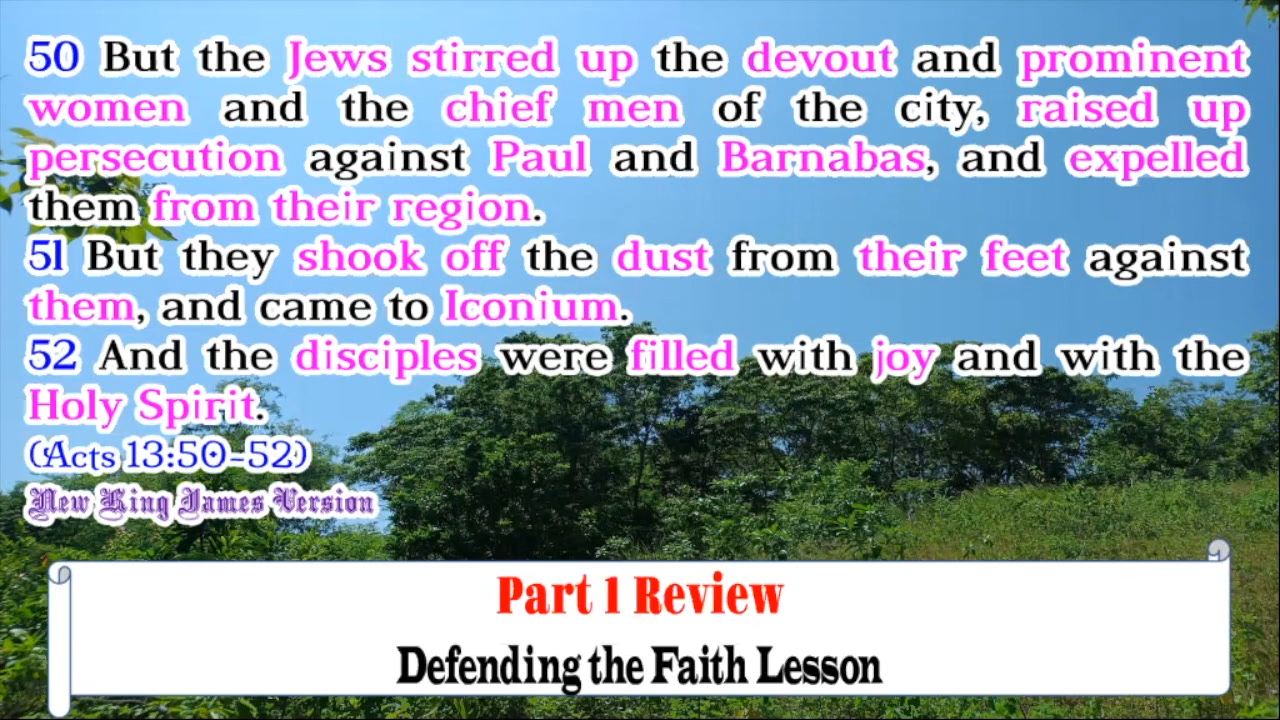 50 But the Jews stirred up the devout and prominent
women and the chief men of the city, raised up
persecution against Paul and Barnabas, and expelled
them from their region.
51 But they shook off the dust from their feet against
them, and came to Iconium.
52 And the disciples were filled with joy and with the
Holy Spirit.
(Acts 13:50-52)
New King James Version
Part 1 Review
Defending the Faith Lesson